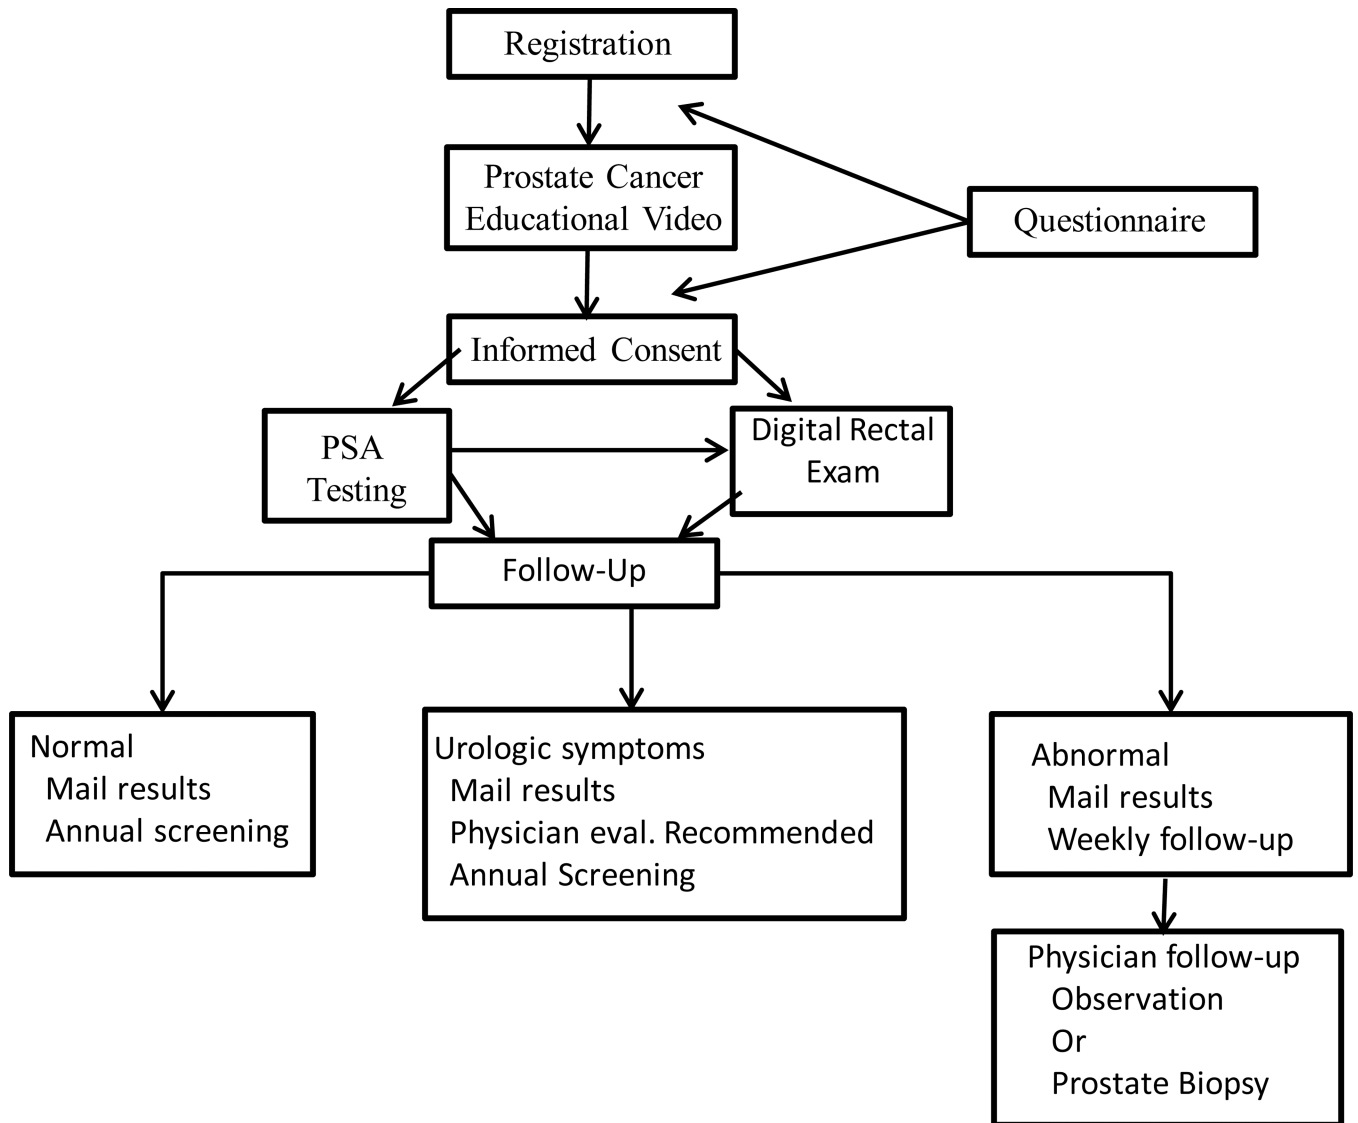 Registration
Prostate Cancer
Educational Video
Questionnaire
Informed Consent
PSA
Testing
Digital Rectal
Exam
Follow-Up
Normal
Mail results
Annual screening
Urologic symptoms
Mail results
Physician eval. Recommended
Annual Screening
Abnormal
Mail results
Weekly follow-up
Physician follow-up
Observation
Or
Prostate Biopsy